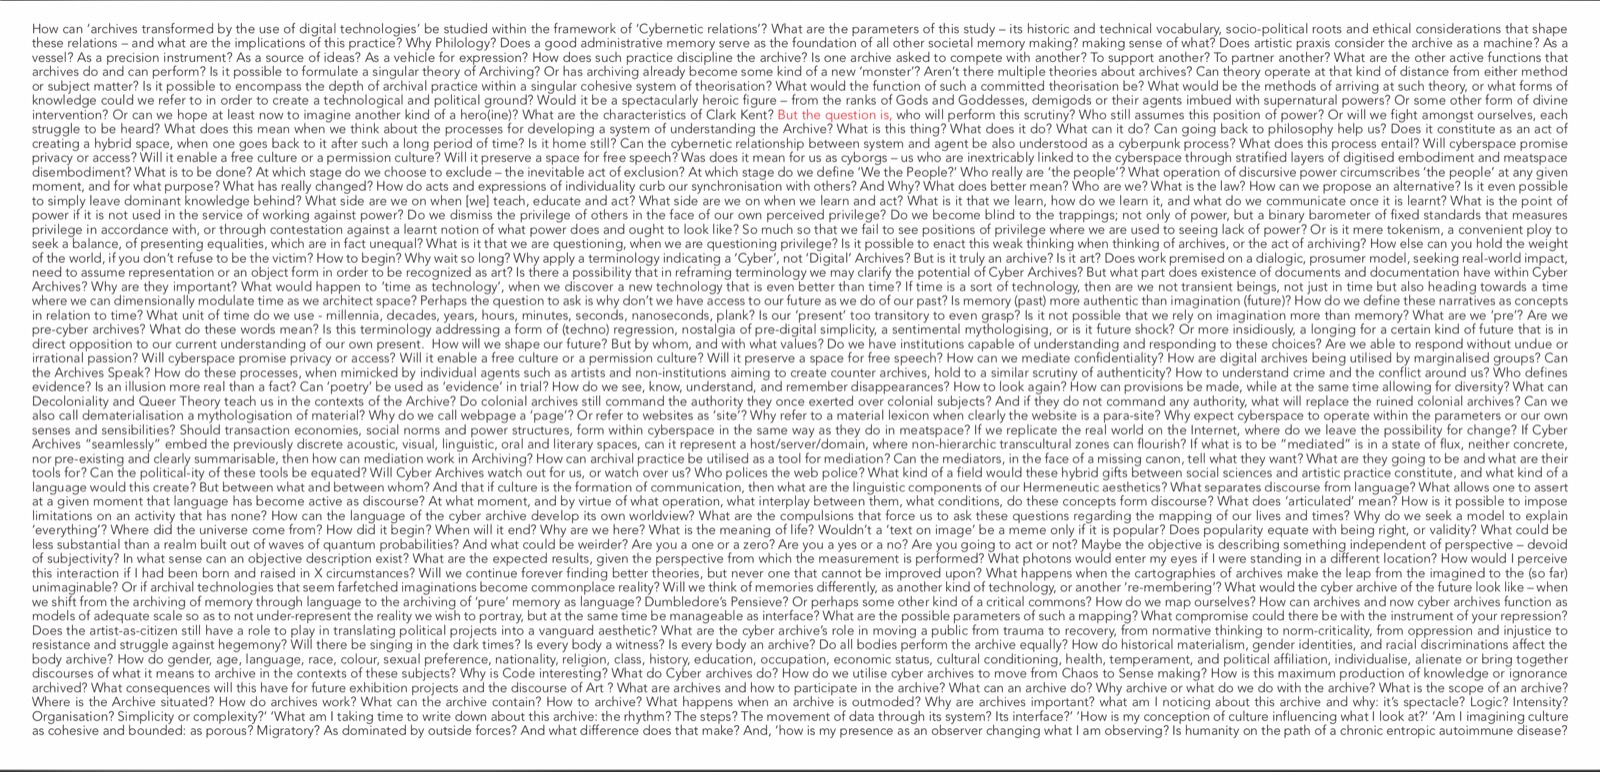 How can ‘archives transformed by the use of digital technologies’ be studied within the framework of ‘Cybernetic relations’? What are the parameters of this study – its historic and technical vocabulary, socio-political roots and ethical considerations that shape
these relations – and what are the implications of this practice? Why Philology? Does a good administrative memory serve as the foundation of all other societal memory making? making sense of what? Does artistic praxis consider the archive as a machine? As a
vessel? As a precision instrument? As a source of ideas? As a vehicle for expression? How does such practice discipline the archive? Is one archive asked to compete with another? To support another? To partner another? What are the other active functions that
archives do and can perform? Is it possible to formulate a singular theory of Archiving? Or has archiving already become some kind of a new ‘monster’? Aren’t there multiple theories about archives? Can theory operate at that kind of distance from either method
or subject matter? Is it possible to encompass the depth of archival practice within a singular cohesive system of theorisation? What would the function of such a committed theorisation be? What would be the methods of arriving at such theory, or what forms of
knowledge could we refer to in order to create a technological and political ground? Would it be a spectacularly heroic figure – from the ranks of Gods and Goddesses, demigods or their agents imbued with supernatural powers? Or some other form of divine
intervention? Or can we hope at least now to imagine another kind of a hero(ine)? What are the characteristics of Clark Kent? But the question is, who will perform this scrutiny? Who still assumes this position of power? Or will we fight amongst ourselves, each
struggle to be heard? What does this mean when we think about the processes for developing a system of understanding the Archive? What is this thing? What does it do? What can it do? Can going back to philosophy help us? Does it constitute as an act of
creating a hybrid space, when one goes back to it after such a long period of time? Is it home still? Can the cybernetic relationship between system and agent be also understood as a cyberpunk process? What does this process entail? Will cyberspace promise
privacy or access? Will it enable a free culture or a permission culture? Will it preserve a space for free speech? Was does it mean for us as cyborgs – us who are inextricably linked to the cyberspace through stratified layers of digitised embodiment and meatspace
disembodiment? What is to be done? At which stage do we choose to exclude – the inevitable act of exclusion? At which stage do we define ‘We the People?’ Who really are ‘the people’? What operation of discursive power circumscribes ‘the people’ at any given
moment, and for what purpose? What has really changed? How do acts and expressions of individuality curb our synchronisation with others? And Why? What does better mean? Who are we? What is the law? How can we propose an alternative? Is it even possible
to simply leave dominant knowledge behind? What side are we on when [we] teach, educate and act? What side are we on when we learn and act? What is it that we learn, how do we learn it, and what do we communicate once it is learnt? What is the point of
power if it is not used in the service of working against power? Do we dismiss the privilege of others in the face of our own perceived privilege? Do we become blind to the trappings; not only of power, but a binary barometer of fixed standards that measures
privilege in accordance with, or through contestation against a learnt notion of what power does and ought to look like? So much so that we fail to see positions of privilege where we are used to seeing lack of power? Or is it mere tokenism, a convenient ploy to
seek a balance, of presenting equalities, which are in fact unequal? What is it that we are questioning, when we are questioning privilege? Is it possible to enact this weak thinking when thinking of archives, or the act of archiving? How else can you hold the weight
of the world, if you don’t refuse to be the victim? How to begin? Why wait so long? Why apply a terminology indicating a ‘Cyber’, not ‘Digital’ Archives? But is it truly an archive? Is it art? Does work premised on a dialogic, prosumer model, seeking real-world impact,
need to assume representation or an object form in order to be recognized as art? Is there a possibility that in reframing terminology we may clarify the potential of Cyber Archives? But what part does existence of documents and documentation have within Cyber
Archives? Why are they important? What would happen to ‘time as technology’, when we discover a new technology that is even better than time? If time is a sort of technology, then are we not transient beings, not just in time but also heading towards a time
where we can dimensionally modulate time as we architect space? Perhaps the question to ask is why don’t we have access to our future as we do of our past? Is memory (past) more authentic than imagination (future)? How do we define these narratives as concepts
in relation to time? What unit of time do we use - millennia, decades, years, hours, minutes, seconds, nanoseconds, plank? Is our ‘present’ too transitory to even grasp? Is it not possible that we rely on imagination more than memory? What are we ‘pre’? Are we
pre-cyber archives? What do these words mean? Is this terminology addressing a form of (techno) regression, nostalgia of pre-digital simplicity, a sentimental mythologising, or is it future shock? Or more insidiously, a longing for a certain kind of future that is in
direct opposition to our current understanding of our own present.  How will we shape our future? But by whom, and with what values? Do we have institutions capable of understanding and responding to these choices? Are we able to respond without undue or
irrational passion? Will cyberspace promise privacy or access? Will it enable a free culture or a permission culture? Will it preserve a space for free speech? How can we mediate confidentiality? How are digital archives being utilised by marginalised groups? Can
the Archives Speak? How do these processes, when mimicked by individual agents such as artists and non-institutions aiming to create counter archives, hold to a similar scrutiny of authenticity? How to understand crime and the conflict around us? Who defines
evidence? Is an illusion more real than a fact? Can ‘poetry’ be used as ‘evidence’ in trial? How do we see, know, understand, and remember disappearances? How to look again? How can provisions be made, while at the same time allowing for diversity? What can
Decoloniality and Queer Theory teach us in the contexts of the Archive? Do colonial archives still command the authority they once exerted over colonial subjects? And if they do not command any authority, what will replace the ruined colonial archives? Can we
also call dematerialisation a mythologisation of material? Why do we call webpage a ‘page’? Or refer to websites as ‘site’? Why refer to a material lexicon when clearly the website is a para-site? Why expect cyberspace to operate within the parameters or our own
senses and sensibilities? Should transaction economies, social norms and power structures, form within cyberspace in the same way as they do in meatspace? If we replicate the real world on the Internet, where do we leave the possibility for change? If Cyber
Archives “seamlessly” embed the previously discrete acoustic, visual, linguistic, oral and literary spaces, can it represent a host/server/domain, where non-hierarchic transcultural zones can flourish? If what is to be “mediated” is in a state of flux, neither concrete,
nor pre-existing and clearly summarisable, then how can mediation work in Archiving? How can archival practice be utilised as a tool for mediation? Can the mediators, in the face of a missing canon, tell what they want? What are they going to be and what are their
tools for? Can the political-ity of these tools be equated? Will Cyber Archives watch out for us, or watch over us? Who polices the web police? What kind of a field would these hybrid gifts between social sciences and artistic practice constitute, and what kind of a
language would this create? But between what and between whom? And that if culture is the formation of communication, then what are the linguistic components of our Hermeneutic aesthetics? What separates discourse from language? What allows one to assert
at a given moment that language has become active as discourse? At what moment, and by virtue of what operation, what interplay between them, what conditions, do these concepts form discourse? What does ‘articulated’ mean? How is it possible to impose
limitations on an activity that has none? How can the language of the cyber archive develop its own worldview? What are the compulsions that force us to ask these questions regarding the mapping of our lives and times? Why do we seek a model to explain
‘everything’? Where did the universe come from? How did it begin? When will it end? Why are we here? What is the meaning of life? Wouldn’t a ‘text on image’ be a meme only if it is popular? Does popularity equate with being right, or validity? What could be
less substantial than a realm built out of waves of quantum probabilities? And what could be weirder? Are you a one or a zero? Are you a yes or a no? Are you going to act or not? Maybe the objective is describing something independent of perspective – devoid
of subjectivity? In what sense can an objective description exist? What are the expected results, given the perspective from which the measurement is performed? What photons would enter my eyes if I were standing in a different location? How would I perceive
this interaction if I had been born and raised in X circumstances? Will we continue forever finding better theories, but never one that cannot be improved upon? What happens when the cartographies of archives make the leap from the imagined to the (so far)
unimaginable? Or if archival technologies that seem farfetched imaginations become commonplace reality? Will we think of memories differently, as another kind of technology, or another ‘re-membering’? What would the cyber archive of the future look like – when
we shift from the archiving of memory through language to the archiving of ‘pure’ memory as language? Dumbledore’s Pensieve? Or perhaps some other kind of a critical commons? How do we map ourselves? How can archives and now cyber archives function as
models of adequate scale so as to not under-represent the reality we wish to portray, but at the same time be manageable as interface? What are the possible parameters of such a mapping? What compromise could there be with the instrument of your repression?
Does the artist-as-citizen still have a role to play in translating political projects into a vanguard aesthetic? What are the cyber archive’s role in moving a public from trauma to recovery, from normative thinking to norm-criticality, from oppression and injustice to
resistance and struggle against hegemony? Will there be singing in the dark times? Is every body a witness? Is every body an archive? Do all bodies perform the archive equally? How do historical materialism, gender identities, and racial discriminations affect the
body archive? How do gender, age, language, race, colour, sexual preference, nationality, religion, class, history, education, occupation, economic status, cultural conditioning, health, temperament, and political affiliation, individualise, alienate or bring together
discourses of what it means to archive in the contexts of these subjects? Why is Code interesting? What do Cyber archives do? How do we utilise cyber archives to move from Chaos to Sense making? How is this maximum production of knowledge or ignorance
archived? What consequences will this have for future exhibition projects and the discourse of Art ? What are archives and how to participate in the archive? What can an archive do? Why archive or what do we do with the archive? What is the scope of an archive?
Where is the Archive situated? How do archives work? What can the archive contain? How to archive? What happens when an archive is outmoded? Why are archives important? what am I noticing about this archive and why: it’s spectacle? Logic? Intensity?
Organisation? Simplicity or complexity?’ ‘What am I taking time to write down about this archive: the rhythm? The steps? The movement of data through its system? Its interface?’ ‘How is my conception of culture influencing what I look at?’ ‘Am I imagining culture
as cohesive and bounded: as porous? Migratory? As dominated by outside forces? And what difference does that make? And, ‘how is my presence as an observer changing what I am observing? Is humanity on the path of a chronic entropic autoimmune disease?